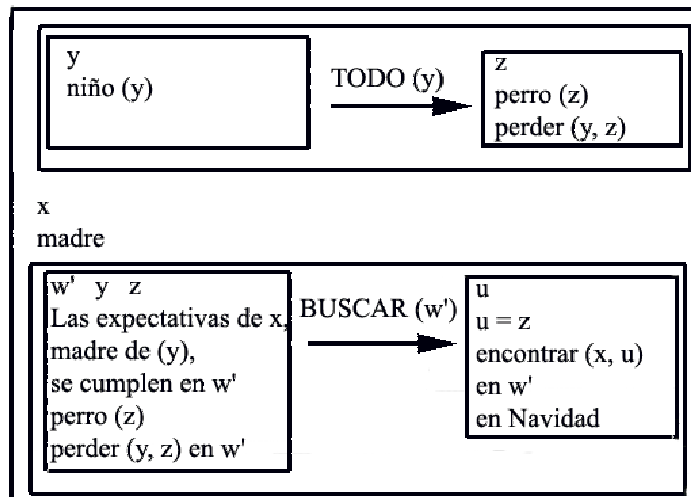 y
niño (y)
TODO (y)
z
perro (z)
perder (y, z)
x
madre
w' y z
Las expectativas de x,
madre de (y),
se cumplen en w'
perro (z)
perder (y, z) en w'
BUSCAR (w')
u
u = z
encontrar (x, u)
en w'
en Navidad